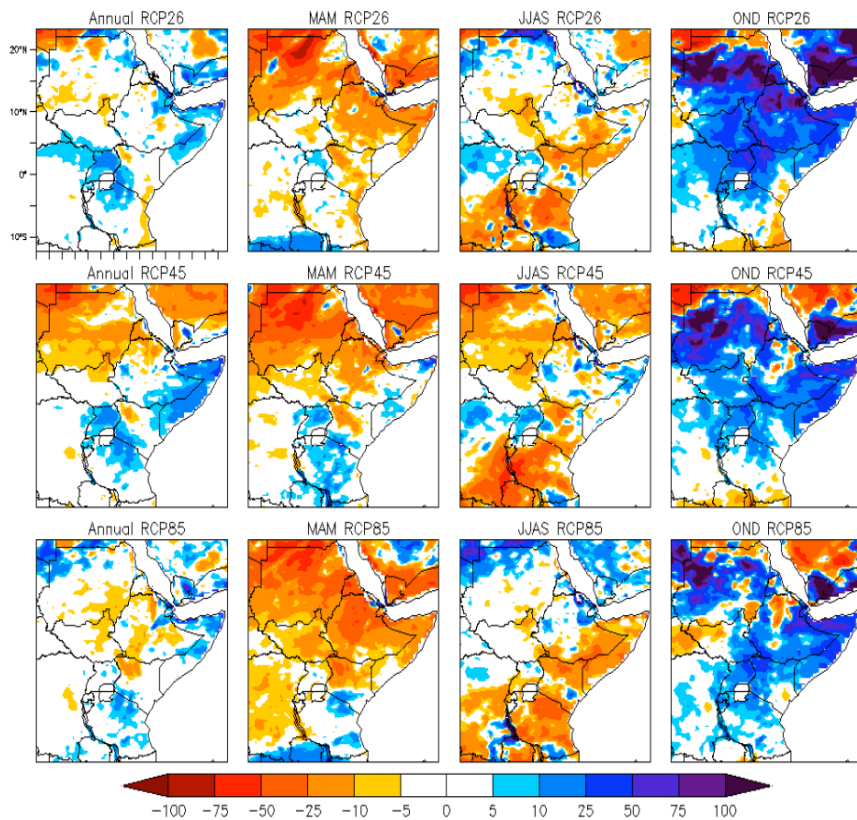 Annual RCP26 MAM RCP26 JJAS RCP26 OND RCP26
20°N
10°N
0°
10°S
Annual RCP45 MAM RCP45 JJAS RCP45 OND RCP45
Annual RCP85 MAM RCP85 JJAS RCP85 OND RCP85
−100 −75 −50 −25 −10 −5 0 5 10 25 50 75 100